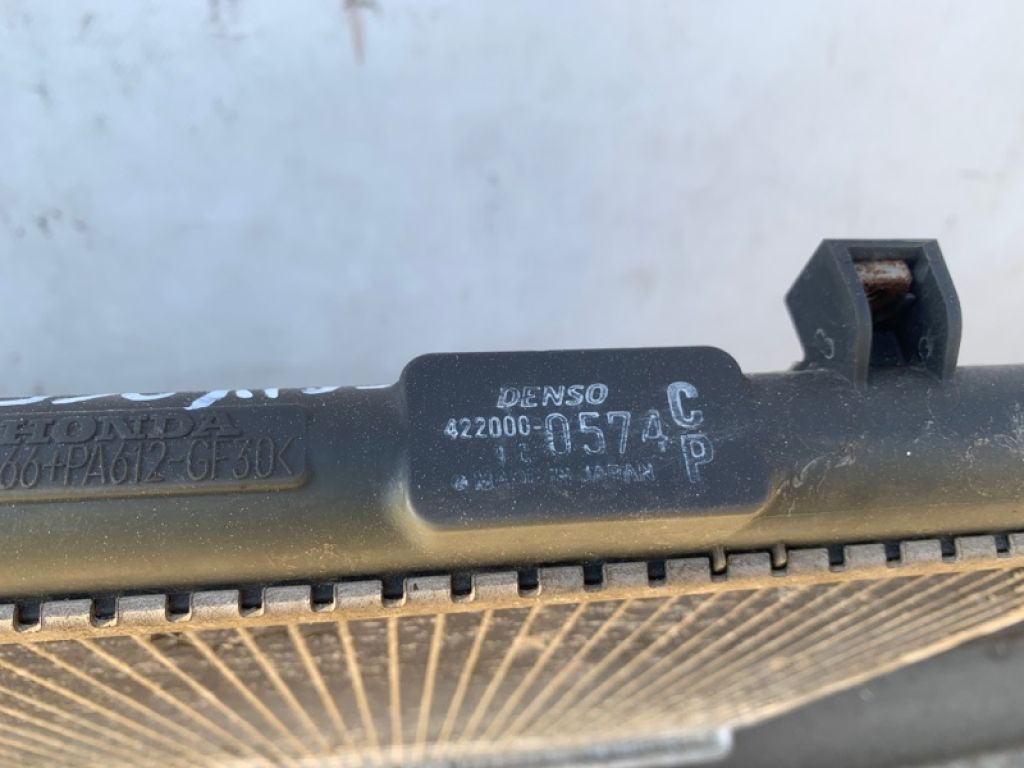 HONDA
66+PA612-GF30K
DENSO
422000-0574
C
P
JAPAN